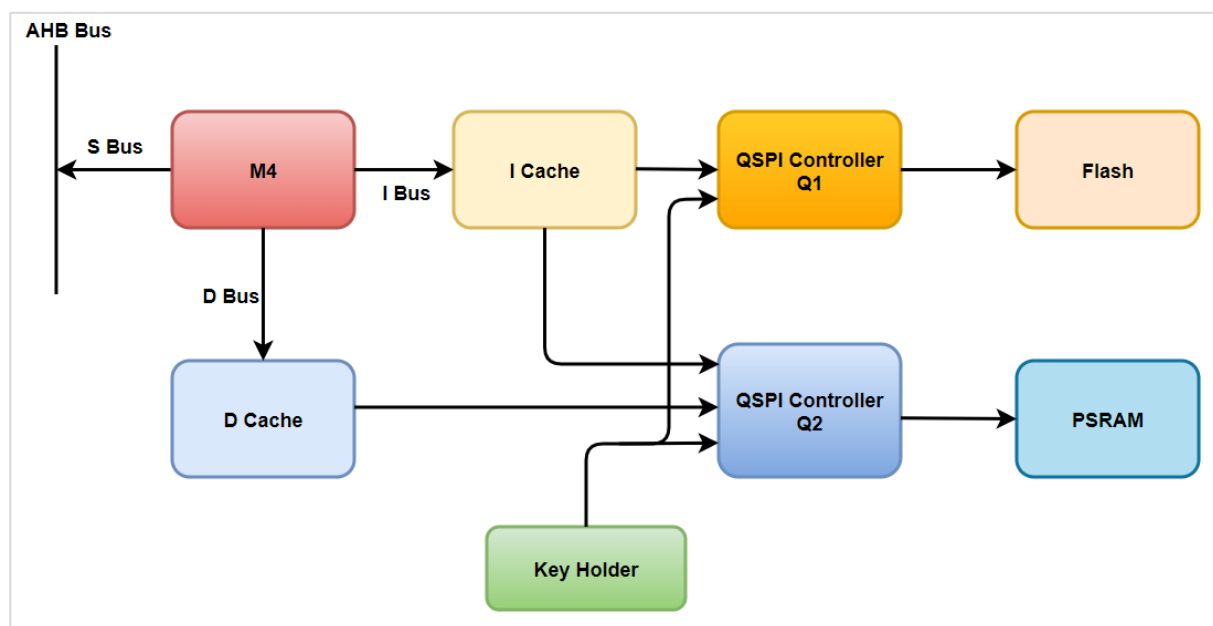 AHB Bus
S Bus
M4
I Bus
I Cache
QSPI Controller
Q1
Flash
D Bus
D Cache
QSPI Controller
Q2
PSRAM
Key Holder